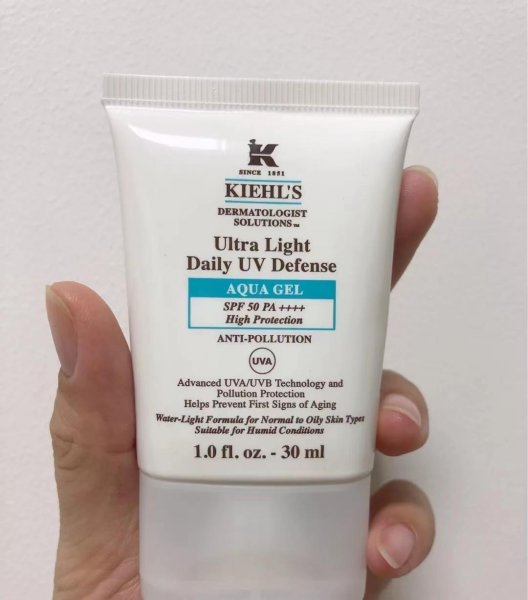 K
SINCE 1851
KIEHL'S
DERMATOLOGIST
SOLUTIONS™
Ultra Light
Daily UV Defense
AQUA GEL
SPF 50 PA ++++
High Protection
ANTI-POLLUTION
UVA
Advanced UVA/UVB Technology and
Pollution Protection
Helps Prevent First Signs of Aging
Water-Light Formula for Normal to Oily Skin Types
Suitable for Humid Conditions
1.0 fl. oz. - 30 ml